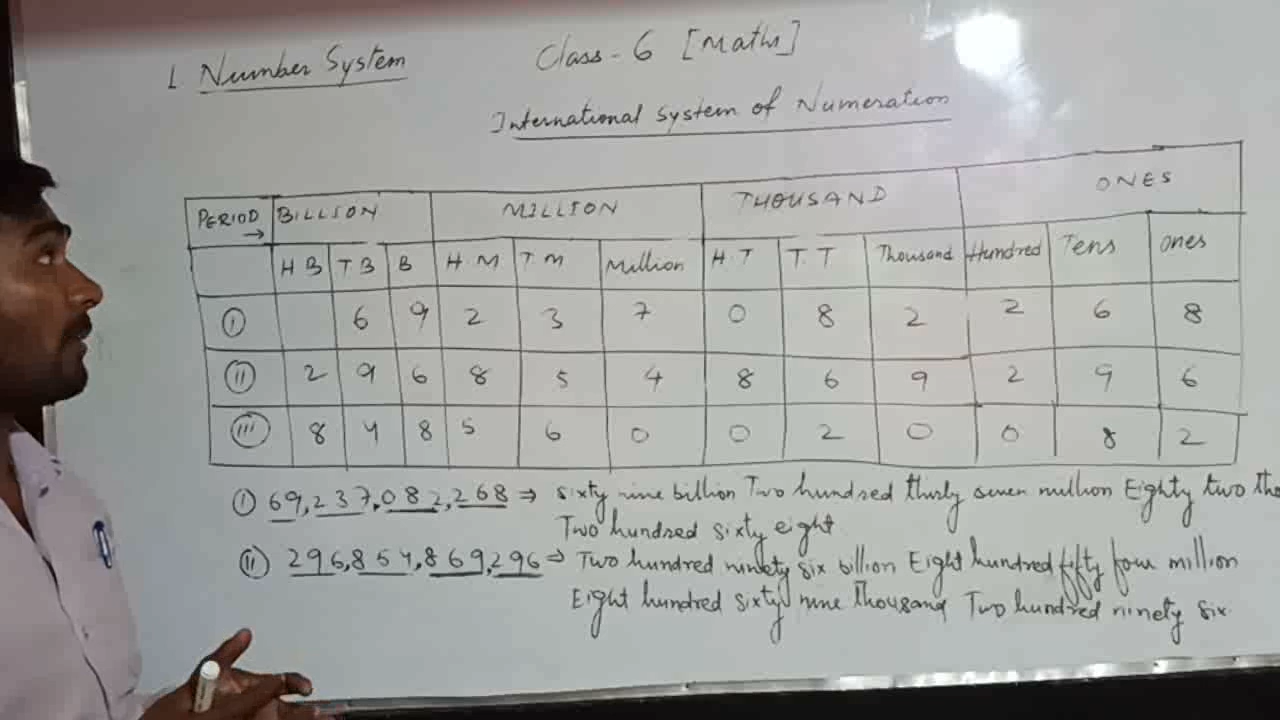 1. Number System
Class - 6 [Maths]
International System of Numeration
PERIOD → BILLION MILLION THOUSAND ONES
H B T B B H.M T.M Million H.T T.T Thousand Hundred Tens Ones
(i) 6 9 2 3 7 0 8 2 2 6 8
(ii) 2 9 6 8 5 4 8 6 9 2 9 6
(iii) 8 4 8 5 6 0 0 2 0 0 8 2
(i) 69,237,082,268 ⇒ Sixty nine billion Two hundred thirty seven million Eighty two tho
Two hundred sixty eight
(ii) 296,854,869,296 ⇒ Two hundred ninety six billion Eight hundred fifty four million
Eight hundred sixty nine thousand Two hundred ninety six.